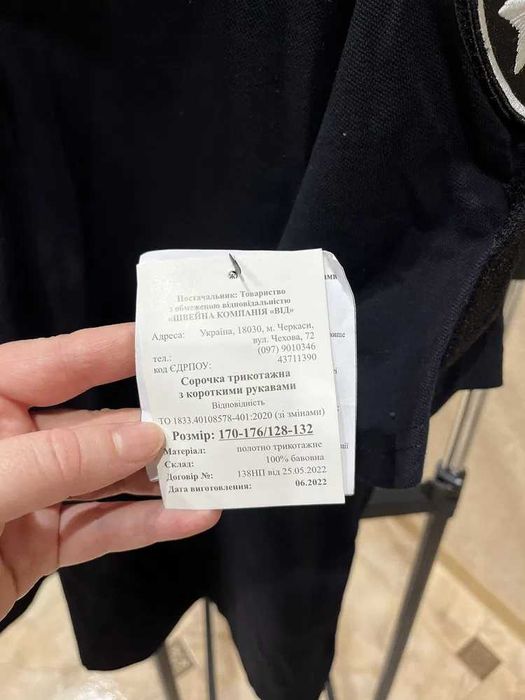 Постачальник: Товариство
з обмеженою відповідальністю
«ШВЕЙНА КОМПАНІЯ «ВІД»
Адреса: Україна, 18030, м. Черкаси,
вул. Чехова, 72
тел.: (097) 9010346
код ЄДРПОУ: 43711390
Сорочка трикотажна
з короткими рукавами
Відповідність
ТО 1833.40108578-401:2020 (зі змінами)
Розмір: 170-176/128-132
Матеріал: полотно трикотажне
Склад: 100% бавовна
Договір №: 138НП від 25.05.2022
Дата виготовлення: 06.2022